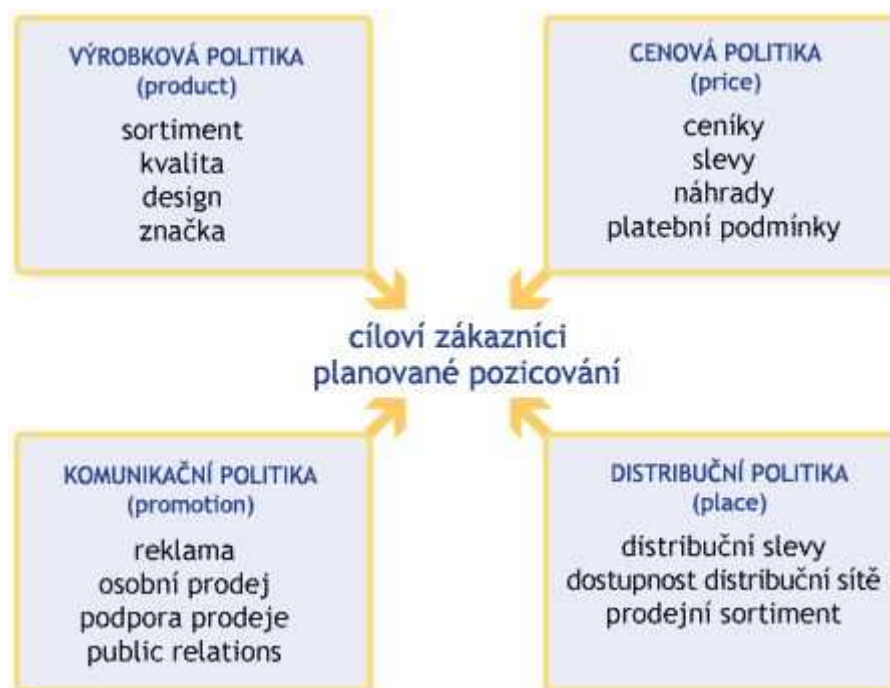 VÝROBKOVÁ POLITIKA
(product)
sortiment
kvalita
design
značka
CENOVÁ POLITIKA
(price)
ceníky
slevy
náhrady
platební podmínky
cíloví zákazníci
planované pozicování
KOMUNIKAČNÍ POLITIKA
(promotion)
reklama
osobní prodej
podpora prodeje
public relations
DISTRIBUČNÍ POLITIKA
(place)
distribuční slevy
dostupnost distribuční sítě
prodejní sortiment